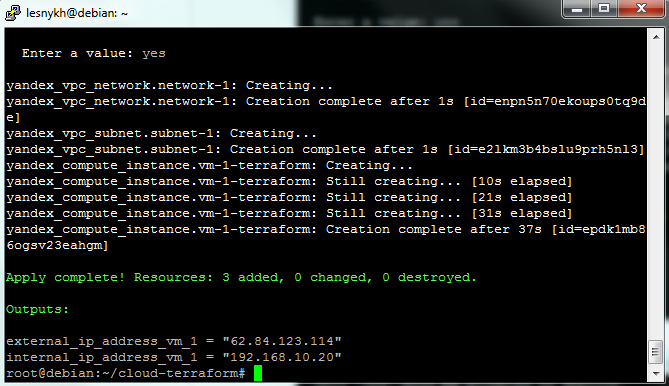 lesnykh@debian: ~
Enter a value: yes
yandex_vpc_network.network-1: Creating...
yandex_vpc_network.network-1: Creation complete after 1s [id=enpn5n70ekoups0tq9d
e]
yandex_vpc_subnet.subnet-1: Creating...
yandex_vpc_subnet.subnet-1: Creation complete after 1s [id=e2lkm3b4bslu9prh5nl3]
yandex_compute_instance.vm-1-terraform: Creating...
yandex_compute_instance.vm-1-terraform: Still creating... [10s elapsed]
yandex_compute_instance.vm-1-terraform: Still creating... [21s elapsed]
yandex_compute_instance.vm-1-terraform: Still creating... [31s elapsed]
yandex_compute_instance.vm-1-terraform: Creation complete after 37s [id=epdk1mb8
6ogsv23eahgm]
Apply complete! Resources: 3 added, 0 changed, 0 destroyed.
Outputs:
external_ip_address_vm_1 = "62.84.123.114"
internal_ip_address_vm_1 = "192.168.10.20"
root@debian:~/cloud-terraform#